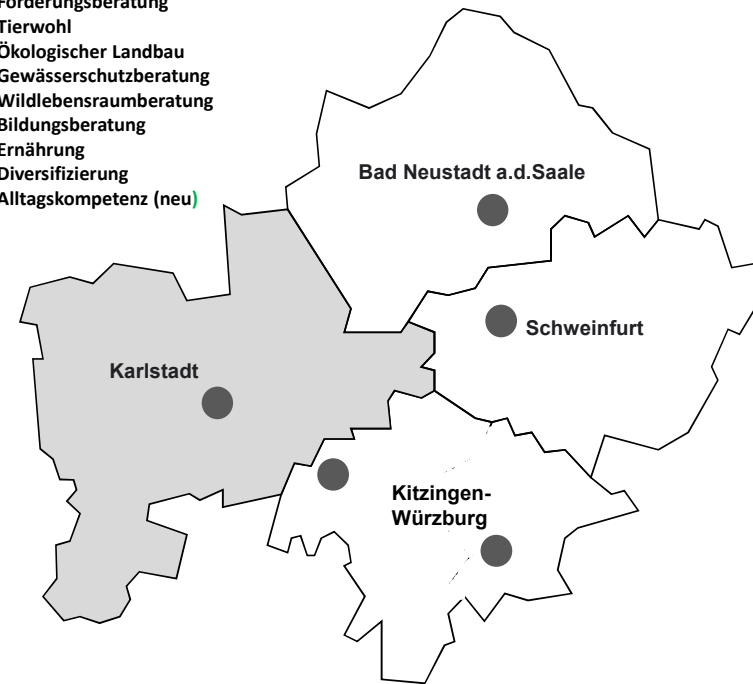 Förderungsberatung
Tierwohl
Ökologischer Landbau
Gewässerschutzberatung
Wildlebensraumberatung
Bildungsberatung
Ernährung
Diversifizierung
Alltagskompetenz (neu)
Bad Neustadt a.d.Saale
Schweinfurt
Karlstadt
Kitzingen-
Würzburg